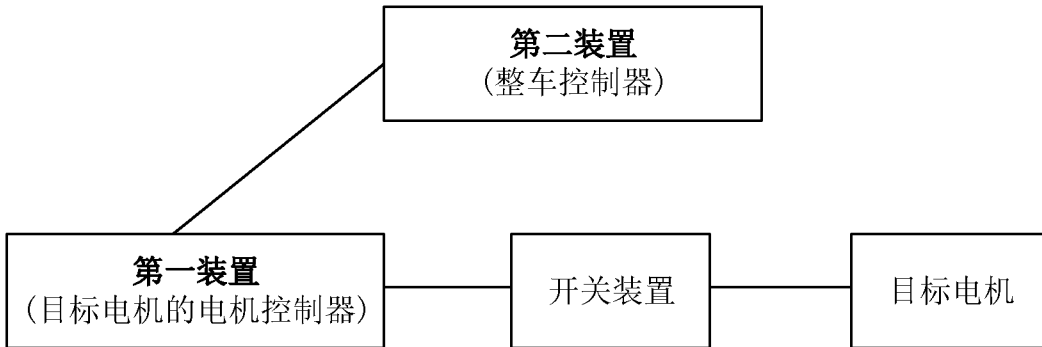 第二装置
(整车控制器)
第一装置
(目标电机的电机控制器)
开关装置
目标电机